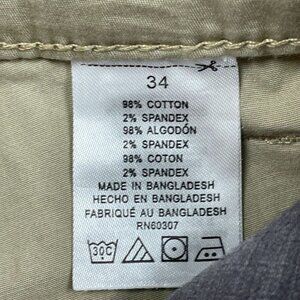 34
98% COTTON
2% SPANDEX
98% ALGODÓN
2% SPANDEX
98% COTON
2% SPANDEX
MADE IN BANGLADESH
HECHO EN BANGLADESH
FABRIQUÉ AU BANGLADESH
RN60307
30C